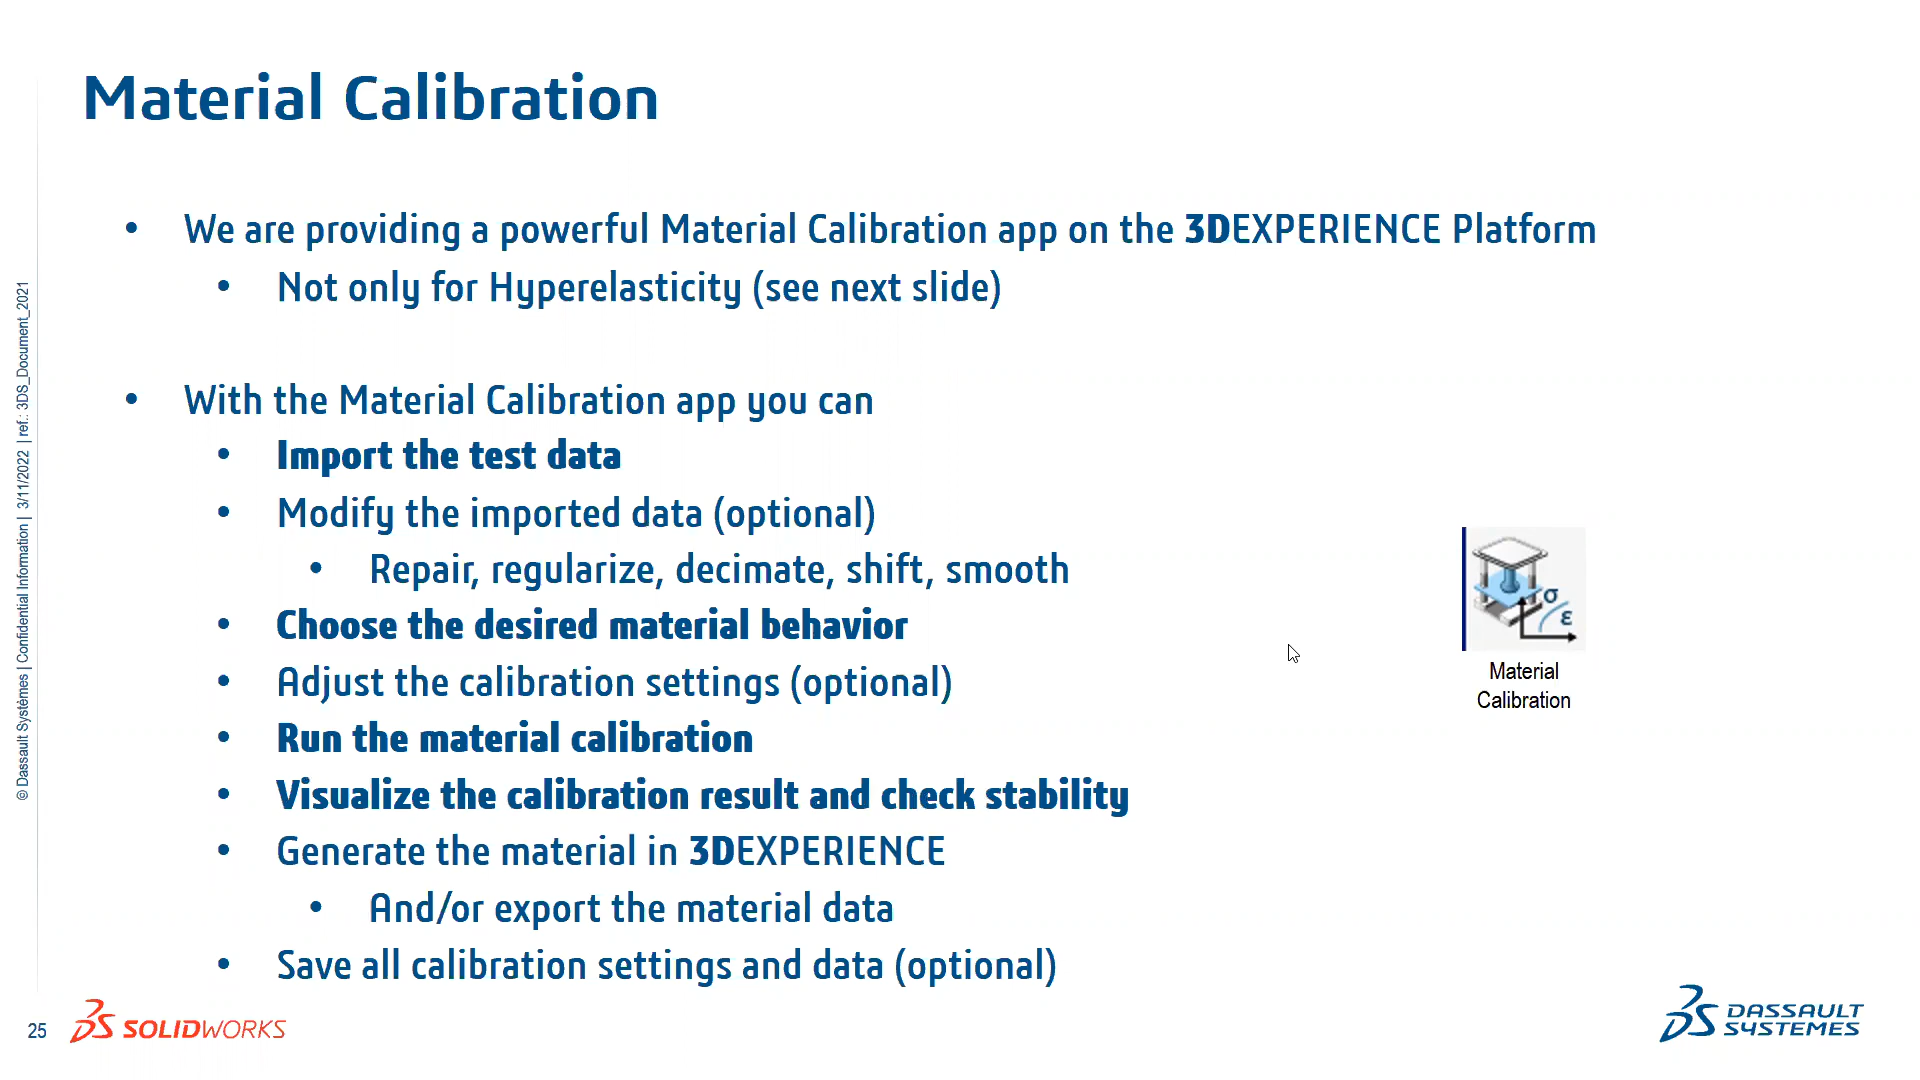 Material Calibration
• We are providing a powerful Material Calibration app on the 3DEXPERIENCE Platform
• Not only for Hyperelasticity (see next slide)
• With the Material Calibration app you can
• Import the test data
• Modify the imported data (optional)
• Repair, regularize, decimate, shift, smooth
• Choose the desired material behavior
• Adjust the calibration settings (optional)
• Run the material calibration
• Visualize the calibration result and check stability
• Generate the material in 3DEXPERIENCE
• And/or export the material data
• Save all calibration settings and data (optional)
σ
ε
Material
Calibration
© Dassault Systèmes | Confidential Information | 3/11/2022 | ref.: 3DS_Document_2021
25
SOLIDWORKS
DASSAULT
SYSTEMES